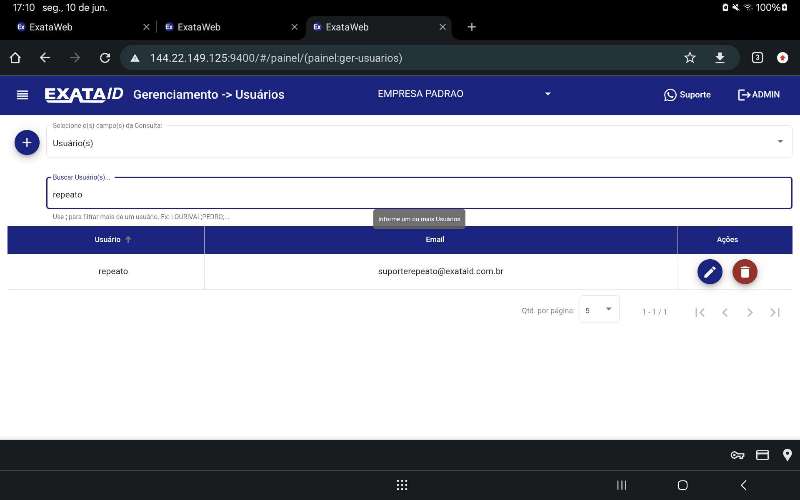 17:10 seg., 10 de jun.
100%
Ex ExataWeb
Ex ExataWeb
Ex ExataWeb
144.22.149.125:9400/#/painel/(painel:ger-usuarios)
3
EXATAID Gerenciamento -> Usuários
EMPRESA PADRAO
Suporte
ADMIN
Selecione o(s) campo(s) da Consulta:
Usuário(s)
Buscar Usuário(s)...
repeato
Use ; para filtrar mais de um usuário. Ex: LOURIVAL;PEDRO;...
Informe um ou mais Usuários
Usuário
Email
Ações
repeato
suporterepeato@exataid.com.br
Qtd. por página:
5
1 - 1 / 1